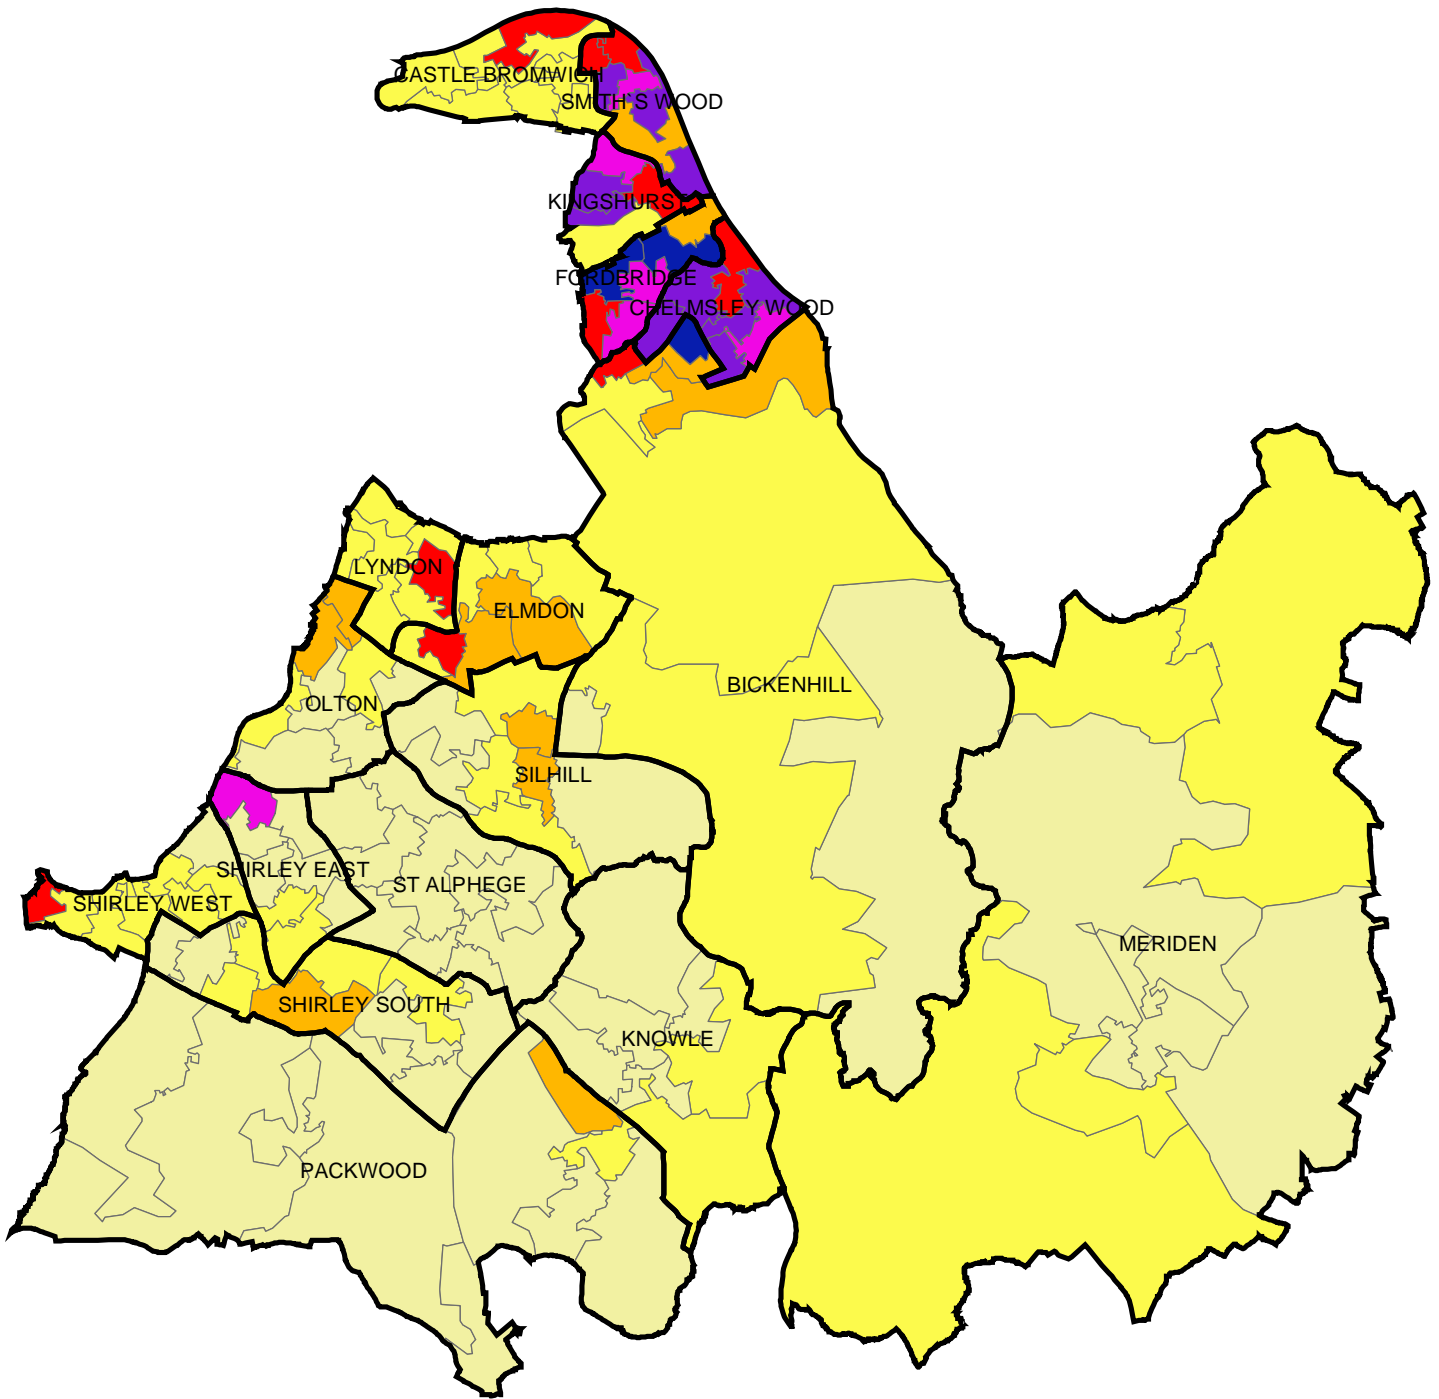 CASTLE BROMWICH
SMITH`S WOOD
KINGSHURST
FORDBRIDGE
CHELMSLEY WOOD
LYNDON
ELMDON
BICKENHILL
OLTON
SILHILL
SHIRLEY EAST
ST ALPHEGE
SHIRLEY WEST
MERIDEN
SHIRLEY SOUTH
KNOWLE
PACKWOOD